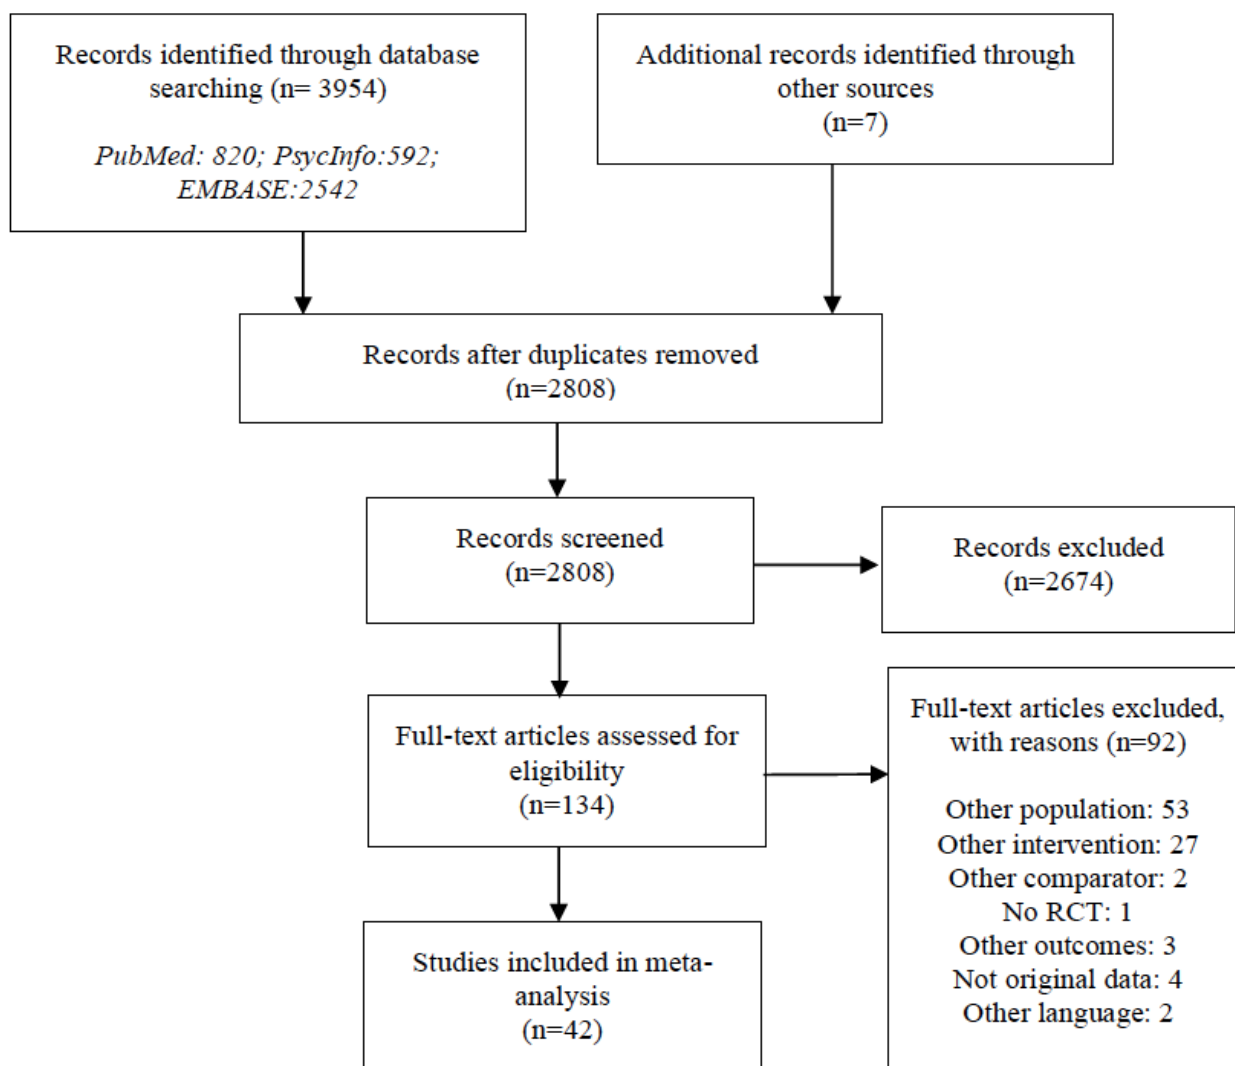 Records identified through database
searching (n= 3954)
PubMed: 820; PsycInfo:592;
EMBASE:2542
Additional records identified through
other sources
(n=7)
Records after duplicates removed
(n=2808)
Records screened
(n=2808)
Records excluded
(n=2674)
Full-text articles assessed for
eligibility
(n=134)
Full-text articles excluded,
with reasons (n=92)
Other population: 53
Other intervention: 27
Other comparator: 2
No RCT: 1
Other outcomes: 3
Not original data: 4
Other language: 2
Studies included in meta-
analysis
(n=42)